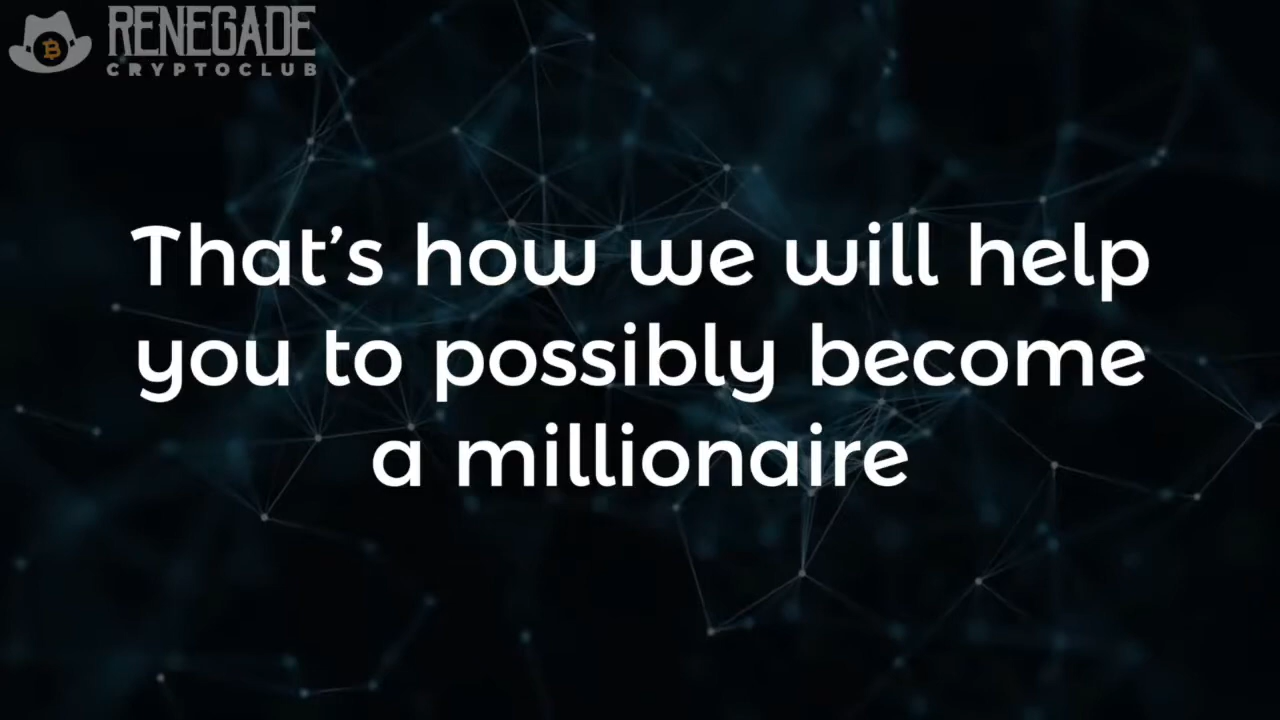 RENEGADE
CRYPTOCLUB
That's how we will help
you to possibly become
a millionaire